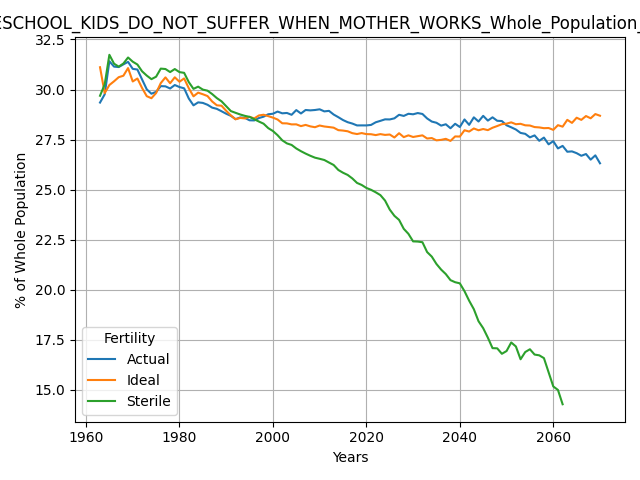 ESCHOOL_KIDS_DO_NOT_SUFFER_WHEN_MOTHER_WORKS_Whole_Population_
32.5
30.0
27.5
25.0
22.5
20.0
17.5
15.0
% of Whole Population
Fertility
Actual
Ideal
Sterile
1960 1980 2000 2020 2040 2060
Years